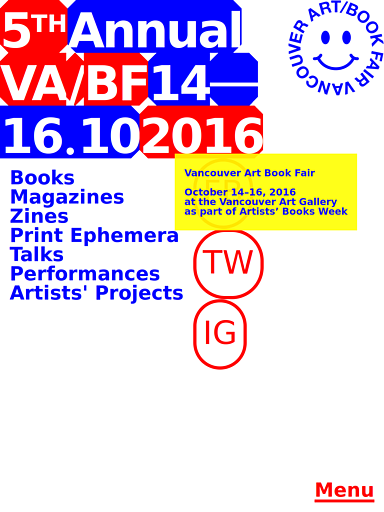 5TH Annual
VA/BF 14—
16.10 2016
VANCOUVER ART/BOOK FAIR
Vancouver Art Book Fair
October 14–16, 2016
at the Vancouver Art Gallery
as part of Artists’ Books Week
Books
Magazines
Zines
Print Ephemera
Talks
Performances
Artists' Projects
TW
IG
Menu